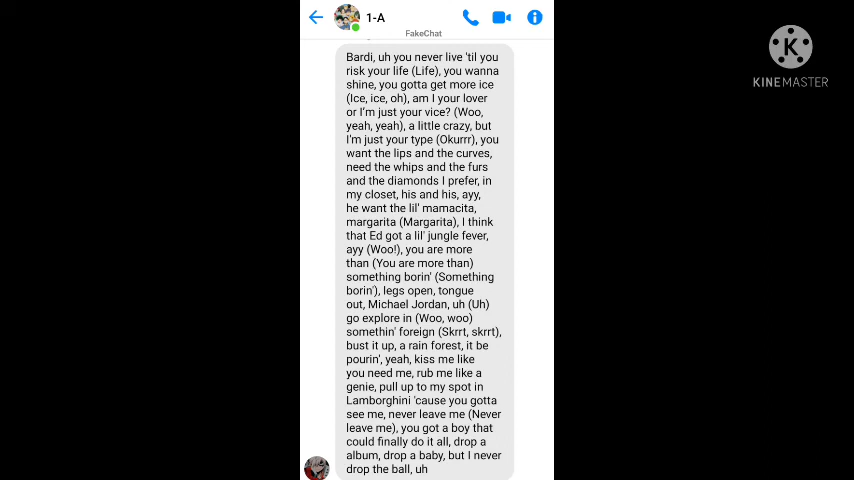 1-A
FakeChat
Bardi, uh you never live 'til you
risk your life (Life), you wanna
shine, you gotta get more ice
(Ice, ice, oh), am I your lover
or I'm just your vice? (Woo,
yeah, yeah), a little crazy, but
I'm just your type (Okurrr), you
want the lips and the curves,
need the whips and the furs
and the diamonds I prefer, in
my closet, his and his, ayy,
he want the lil' mamacita,
margarita (Margarita), I think
that Ed got a lil' jungle fever,
ayy (Woo!), you are more
than (You are more than)
something borin' (Something
borin'), legs open, tongue
out, Michael Jordan, uh (Uh)
go explore in (Woo, woo)
somethin' foreign (Skrrt, skrrt),
bust it up, a rain forest, it be
pourin', yeah, kiss me like
you need me, rub me like a
genie, pull up to my spot in
Lamborghini 'cause you gotta
see me, never leave me (Never
leave me), you got a boy that
could finally do it all, drop a
album, drop a baby, but I never
drop the ball, uh
K
KINEMASTER